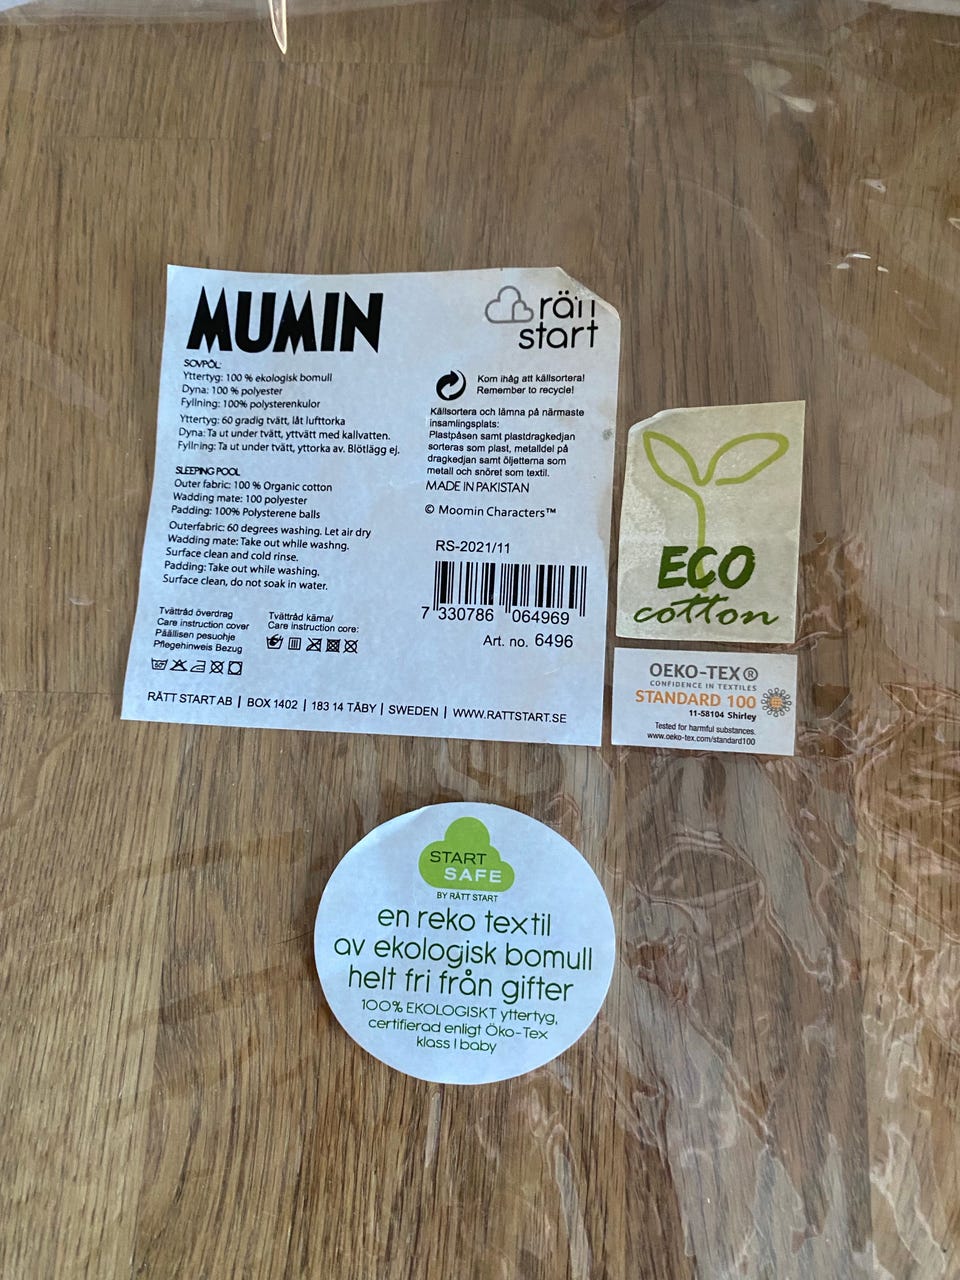 MUMIN
SOVPÖL:
Yttertyg: 100 % ekologisk bomull
Dyna: 100 % polyester
Fyllning: 100% polysterenkulor
Yttertyg: 60 gradig tvätt, låt lufttorka
Dyna: Ta ut under tvätt, yttvätt med kallvatten.
Fyllning: Ta ut under tvätt, yttorka av. Blötlägg ej.
SLEEPING POOL
Outer fabric: 100 % Organic cotton
Wadding mate: 100 polyester
Padding: 100% Polysterene balls
Outerfabric: 60 degrees washing. Let air dry
Wadding mate: Take out while washng.
Surface clean and cold rinse.
Padding: Take out while washing.
Surface clean, do not soak in water.
Tvättråd överdrag
Care instruction cover
Päällisen pesuohje
Pflegehinweis Bezug
Tvättråd kärna/
Care instruction core:
rätt
start
Kom ihåg att källsortera!
Remember to recycle!
Källsortera och lämna på närmaste
insamlingsplats:
Plastpåsen samt plastdragkedjan
sorteras som plast, metalldel på
dragkedjan samt öljetterna som
metall och snöret som textil.
MADE IN PAKISTAN
© Moomin Characters™
RS-2021/11
7 330786 064969
Art. no. 6496
RÄTT START AB | BOX 1402 | 183 14 TÄBY | SWEDEN | WWW.RATTSTART.SE
ECO
cotton
OEKO-TEX®
CONFIDENCE IN TEXTILES
STANDARD 100
11-58104 Shirley
Tested for harmful substances.
www.oeko-tex.com/standard100
START
SAFE
BY RÄTT START
en reko textil
av ekologisk bomull
helt fri från gifter
100% EKOLOGISKT yttertyg,
certifierad enligt Öko-Tex
klass I baby